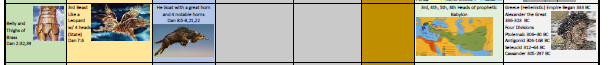 Belly and
Thighs of
Brass
Dan 2:32,39
3rd Beast
Like a
Leopard
w/ 4 heads
(State)
Dan 7:6
He Goat with a great horn
and 4 notable horns
Dan 8:5-8,21,22
3rd, 4th, 5th, 6th Heads of prophetic
Babylon
Greece (Hellenistic) Empire Began 333 BC
Alexander the Great
336-323 BC
Four Divisions
Ptolemais 306–30 BC
Antigonid 306-168 BC
Seleucid 312–64 BC
Cassander 305-297 BC